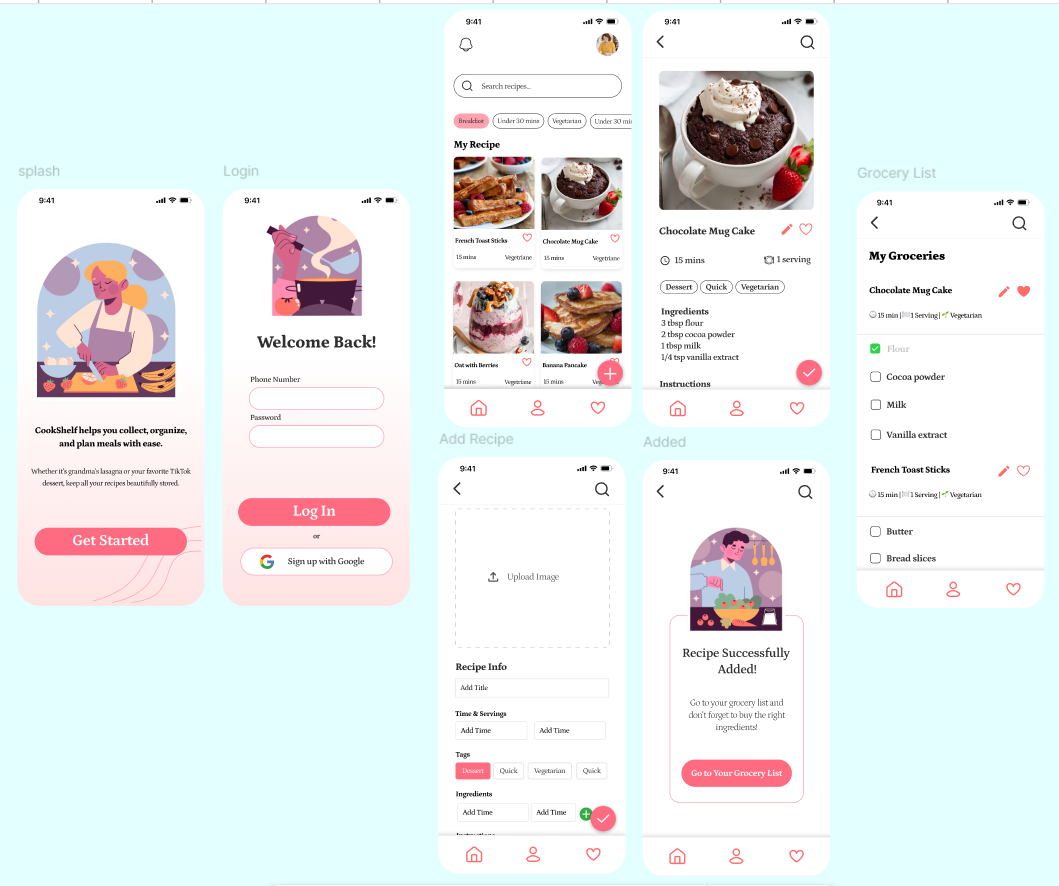 splash
9:41
CookShelf helps you collect, organize,
and plan meals with ease.
Whether it's grandma's lasagna or your favorite TikTok
dessert, keep all your recipes beautifully stored.
Get Started
Login
9:41
Welcome Back!
Phone Number
Password
Log In
or
Sign up with Google
9:41
Search recipes...
Breakfast
Under 30 mins
Vegetarian
Under 30 mi
My Recipe
French Toast Sticks
15 mins
Vegetriane
Chocolate Mug Cake
15 mins
Vegetriane
Oat with Berries
15 mins
Vegetriane
Banana Pancake
15 mins
9:41
Chocolate Mug Cake
15 mins
1 serving
Dessert
Quick
Vegetarian
Ingredients
3 tbsp flour
2 tbsp cocoa powder
1 tbsp milk
1/4 tsp vanilla extract
Instructions
Add Recipe
9:41
Upload Image
Recipe Info
Add Title
Time & Servings
Add Time
Add Time
Tags
Dessert
Quick
Vegetarian
Quick
Ingredients
Add Time
Add Time
Added
9:41
Recipe Successfully
Added!
Go to your grocery list and
don't forget to buy the right
ingredients!
Go to Your Grocery List
Grocery List
9:41
My Groceries
Chocolate Mug Cake
15 min | 1 Serving | Vegetarian
Flour
Cocoa powder
Milk
Vanilla extract
French Toast Sticks
15 min | 1 Serving | Vegetarian
Butter
Bread slices